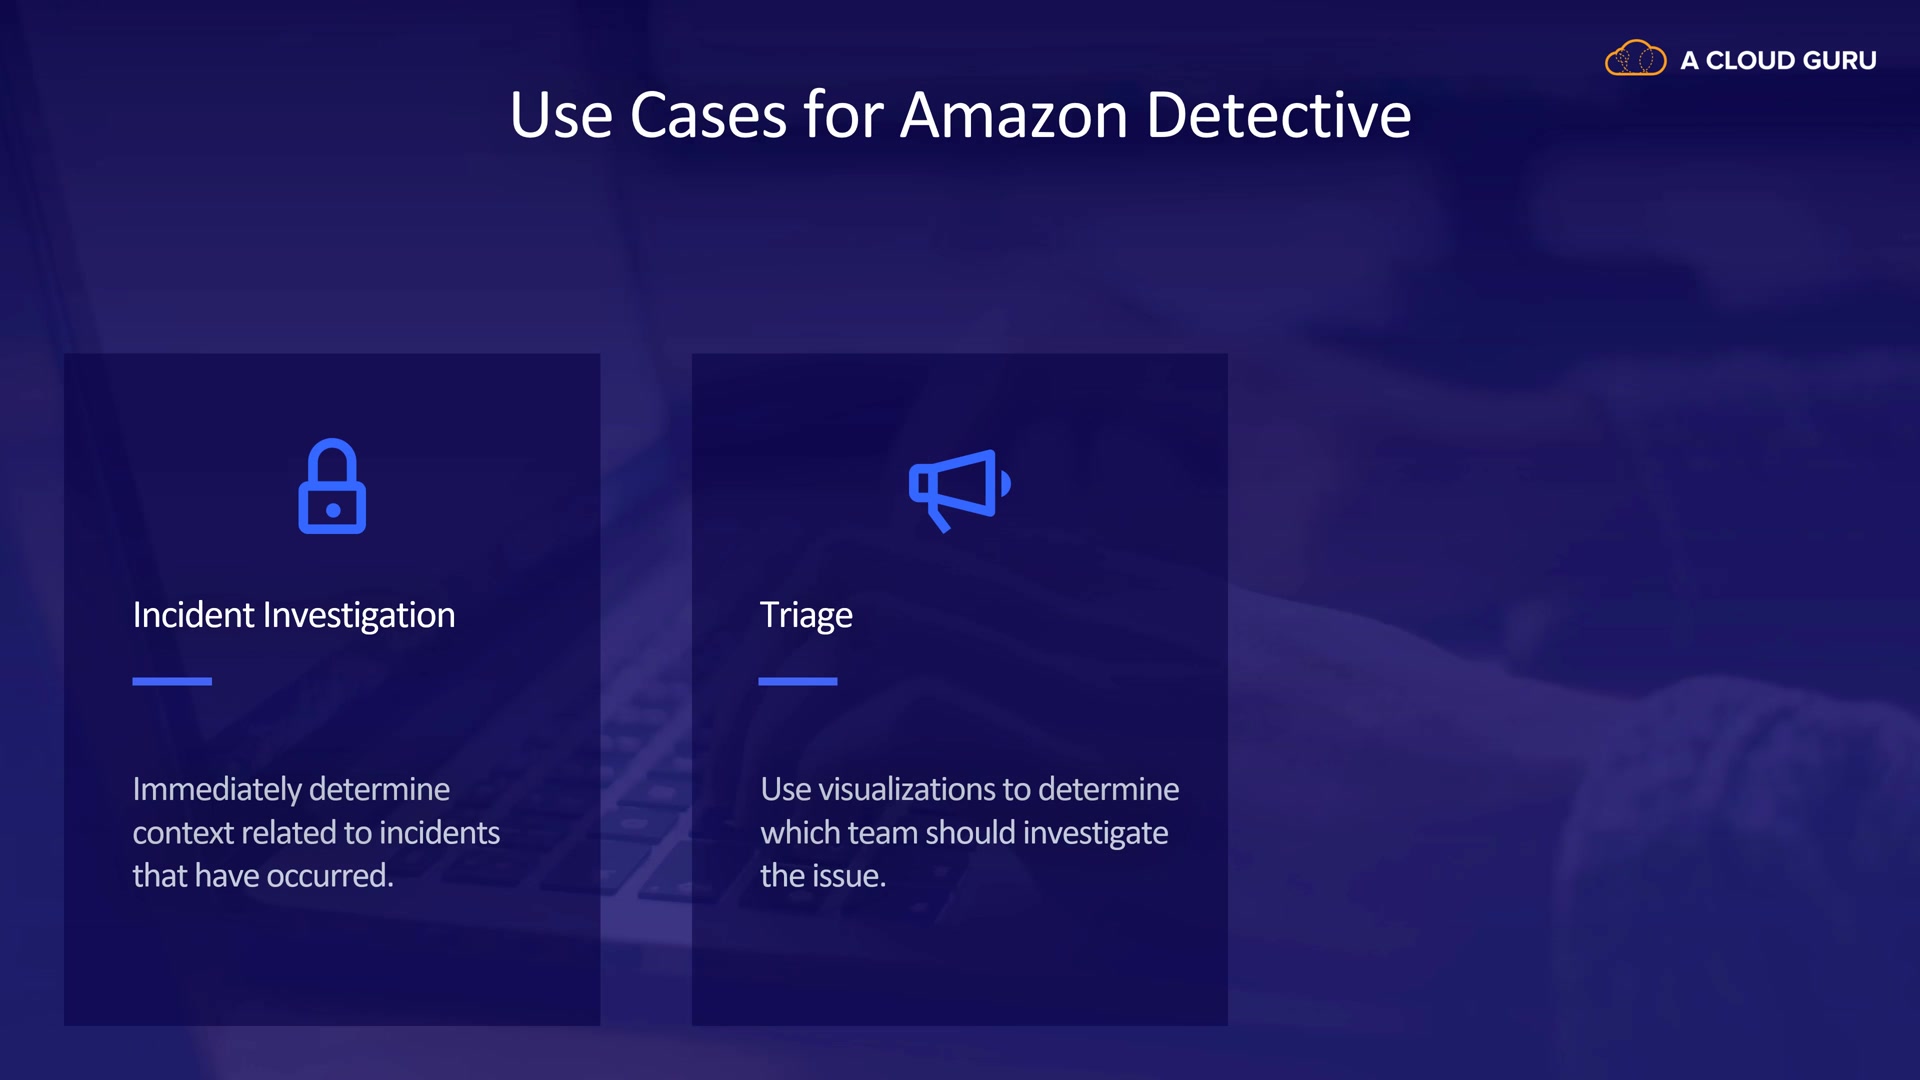 A CLOUD GURU
Use Cases for Amazon Detective
Incident Investigation
Immediately determine
context related to incidents
that have occurred.
Triage
Use visualizations to determine
which team should investigate
the issue.